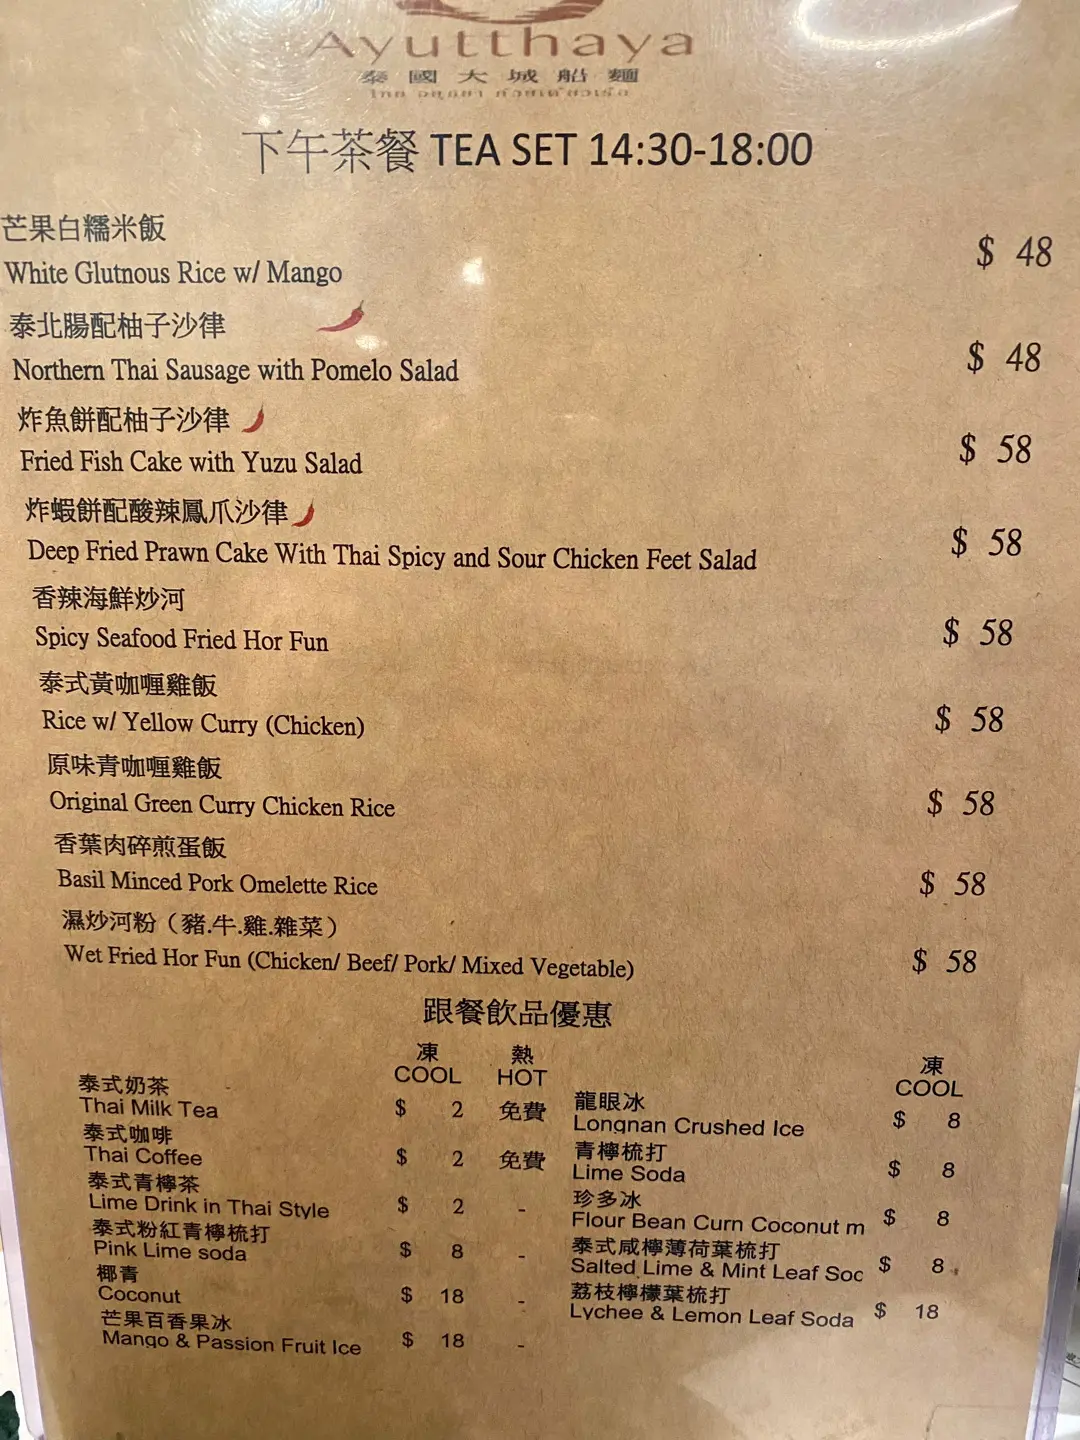 Ayutthaya
泰國大城船麵
下午茶餐 TEA SET 14:30-18:00
芒果白糯米飯
White Glutnous Rice w/ Mango
$ 48
泰北腸配柚子沙律
Northern Thai Sausage with Pomelo Salad
$ 48
炸魚餅配柚子沙律
Fried Fish Cake with Yuzu Salad
$ 58
炸蝦餅配酸辣鳳爪沙律
Deep Fried Prawn Cake With Thai Spicy and Sour Chicken Feet Salad
$ 58
香辣海鮮炒河
Spicy Seafood Fried Hor Fun
$ 58
泰式黃咖喱雞飯
Rice w/ Yellow Curry (Chicken)
$ 58
原味青咖喱雞飯
Original Green Curry Chicken Rice
$ 58
香葉肉碎煎蛋飯
Basil Minced Pork Omelette Rice
$ 58
濕炒河粉（豬.牛.雞.雜菜）
Wet Fried Hor Fun (Chicken/ Beef/ Pork/ Mixed Vegetable)
$ 58
跟餐飲品優惠
凍 熱
COOL HOT
泰式奶茶
Thai Milk Tea $ 2 免費
泰式咖啡
Thai Coffee $ 2 免費
泰式青檸茶
Lime Drink in Thai Style $ 2 -
泰式粉紅青檸梳打
Pink Lime soda $ 8 -
椰青
Coconut $ 18 -
芒果百香果冰
Mango & Passion Fruit Ice $ 18 -
凍
COOL
龍眼冰
Longnan Crushed Ice $ 8
青檸梳打
Lime Soda $ 8
珍多冰
Flour Bean Curn Coconut m $ 8
泰式咸檸薄荷葉梳打
Salted Lime & Mint Leaf Soc $ 8
荔枝檸檬葉梳打
Lychee & Lemon Leaf Soda $ 18